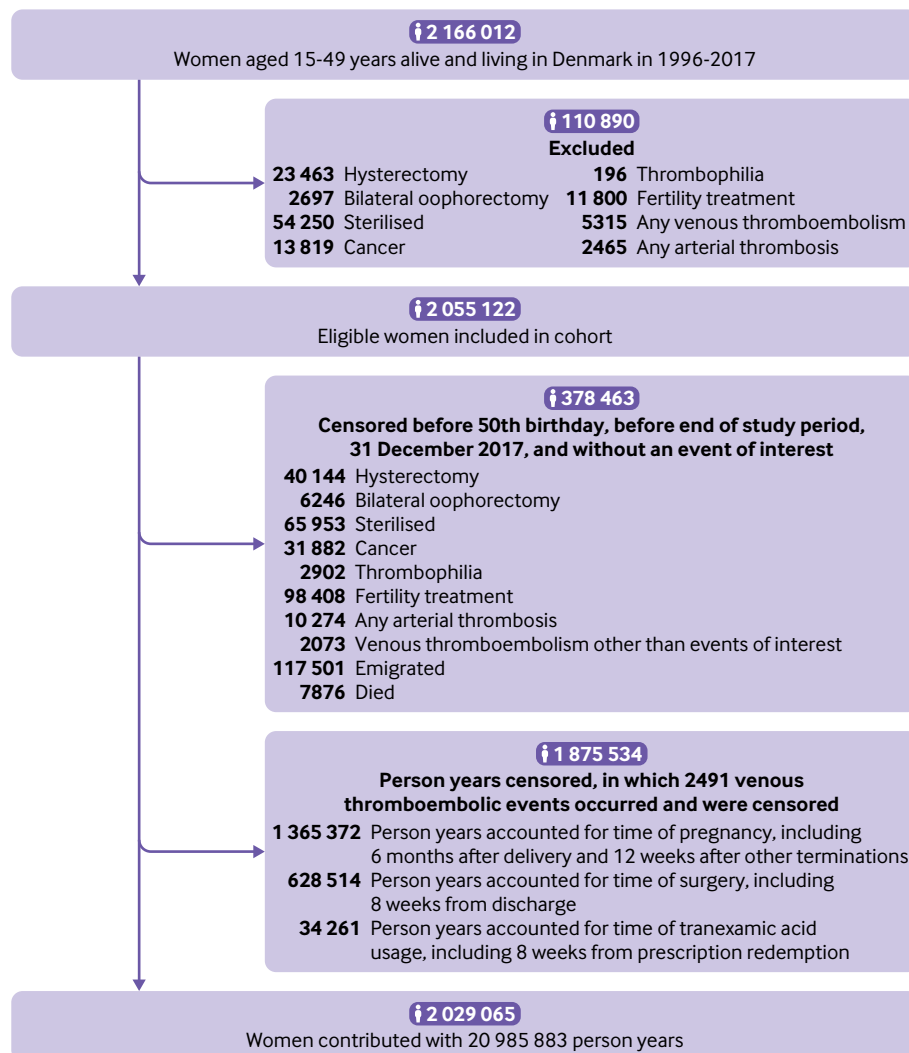 2 166 012
Women aged 15-49 years alive and living in Denmark in 1996-2017
110 890
Excluded
23 463 Hysterectomy
2697 Bilateral oophorectomy
54 250 Sterilised
13 819 Cancer
196 Thrombophilia
11 800 Fertility treatment
5315 Any venous thromboembolism
2465 Any arterial thrombosis
2 055 122
Eligible women included in cohort
378 463
Censored before 50th birthday, before end of study period,
31 December 2017, and without an event of interest
40 144 Hysterectomy
6246 Bilateral oophorectomy
65 953 Sterilised
31 882 Cancer
2902 Thrombophilia
98 408 Fertility treatment
10 274 Any arterial thrombosis
2073 Venous thromboembolism other than events of interest
117 501 Emigrated
7876 Died
1 875 534
Person years censored, in which 2491 venous
thromboembolic events occurred and were censored
1 365 372 Person years accounted for time of pregnancy, including
6 months after delivery and 12 weeks after other terminations
628 514 Person years accounted for time of surgery, including
8 weeks from discharge
34 261 Person years accounted for time of tranexamic acid
usage, including 8 weeks from prescription redemption
2 029 065
Women contributed with 20 985 883 person years